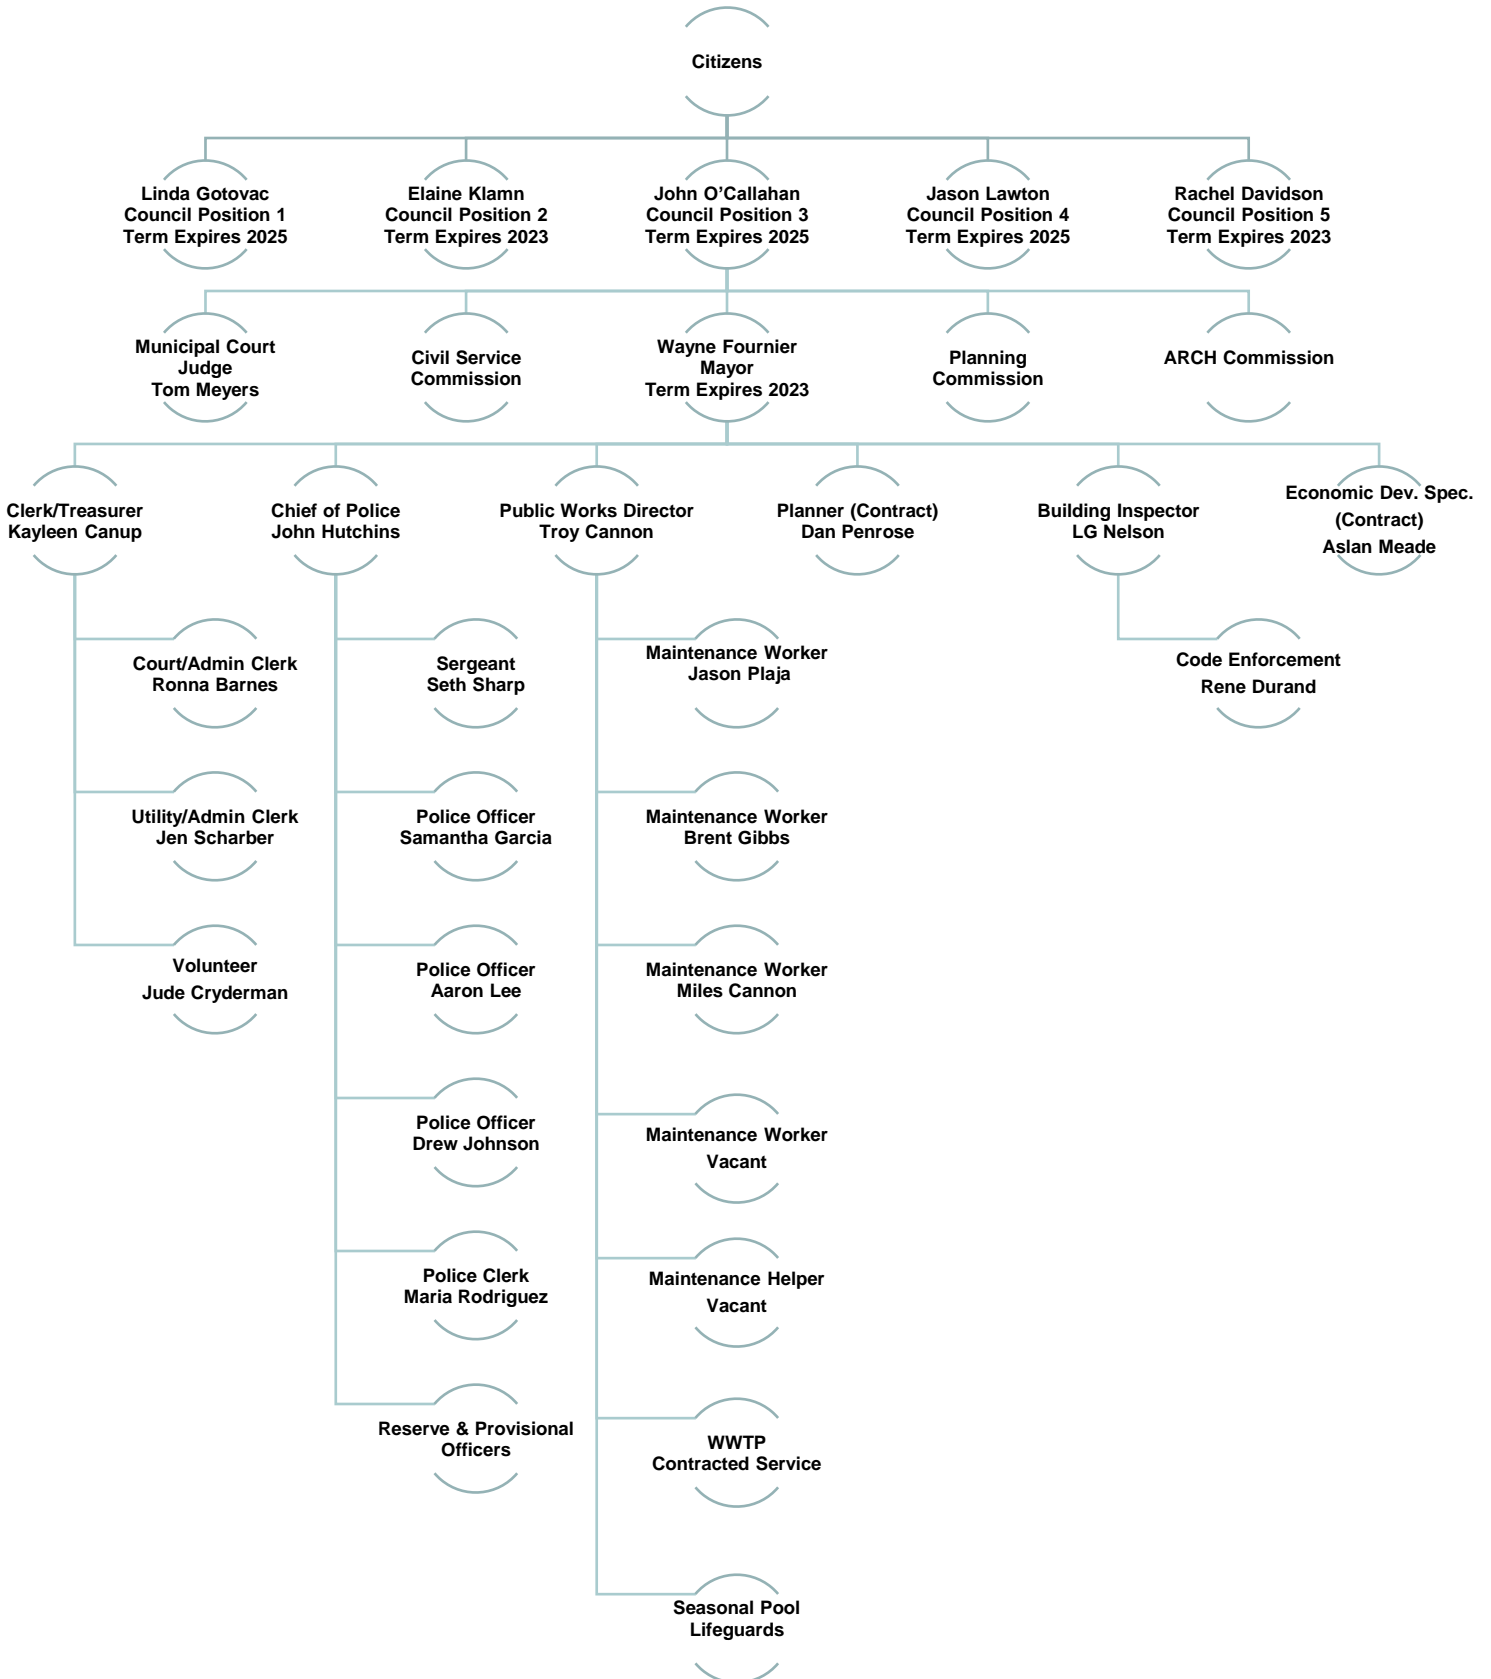 Citizens
Linda Gotovac
Council Position 1
Term Expires 2025
Elaine Klamn
Council Position 2
Term Expires 2023
John O’Callahan
Council Position 3
Term Expires 2025
Jason Lawton
Council Position 4
Term Expires 2025
Rachel Davidson
Council Position 5
Term Expires 2023
Municipal Court
Judge
Tom Meyers
Civil Service
Commission
Wayne Fournier
Mayor
Term Expires 2023
Planning
Commission
ARCH Commission
Clerk/Treasurer
Kayleen Canup
Chief of Police
John Hutchins
Public Works Director
Troy Cannon
Planner (Contract)
Dan Penrose
Building Inspector
LG Nelson
Economic Dev. Spec.
(Contract)
Aslan Meade
Court/Admin Clerk
Ronna Barnes
Utility/Admin Clerk
Jen Scharber
Volunteer
Jude Cryderman
Sergeant
Seth Sharp
Police Officer
Samantha Garcia
Police Officer
Aaron Lee
Police Officer
Drew Johnson
Police Clerk
Maria Rodriguez
Reserve & Provisional
Officers
Maintenance Worker
Jason Plaja
Maintenance Worker
Brent Gibbs
Maintenance Worker
Miles Cannon
Maintenance Worker
Vacant
Maintenance Helper
Vacant
WWTP
Contracted Service
Seasonal Pool
Lifeguards
Code Enforcement
Rene Durand